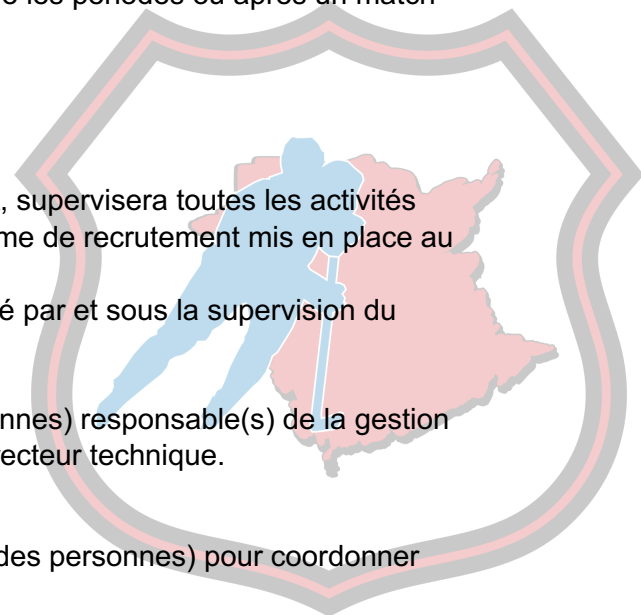 les périodes ou après un match
, supervisera toutes les activités
me de recrutement mis en place au
é par et sous la supervision du
nnes) responsable(s) de la gestion
recteur technique.
des personnes) pour coordonner